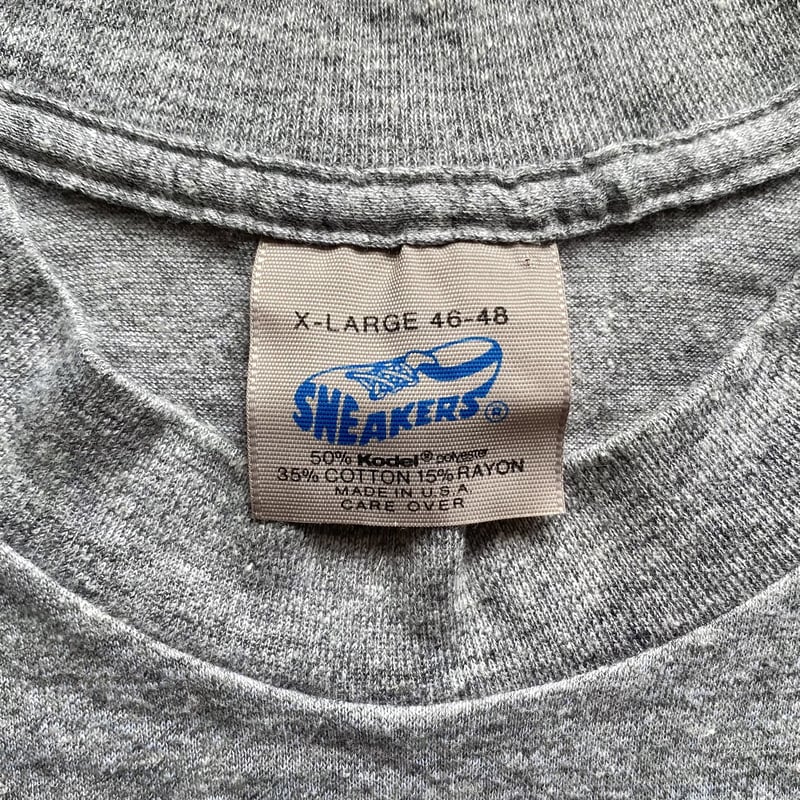 X-LARGE 46-48
SNEAKERS®
50% Kodel® polyester
35% COTTON 15% RAYON
MADE IN U.S.A
CARE OVER